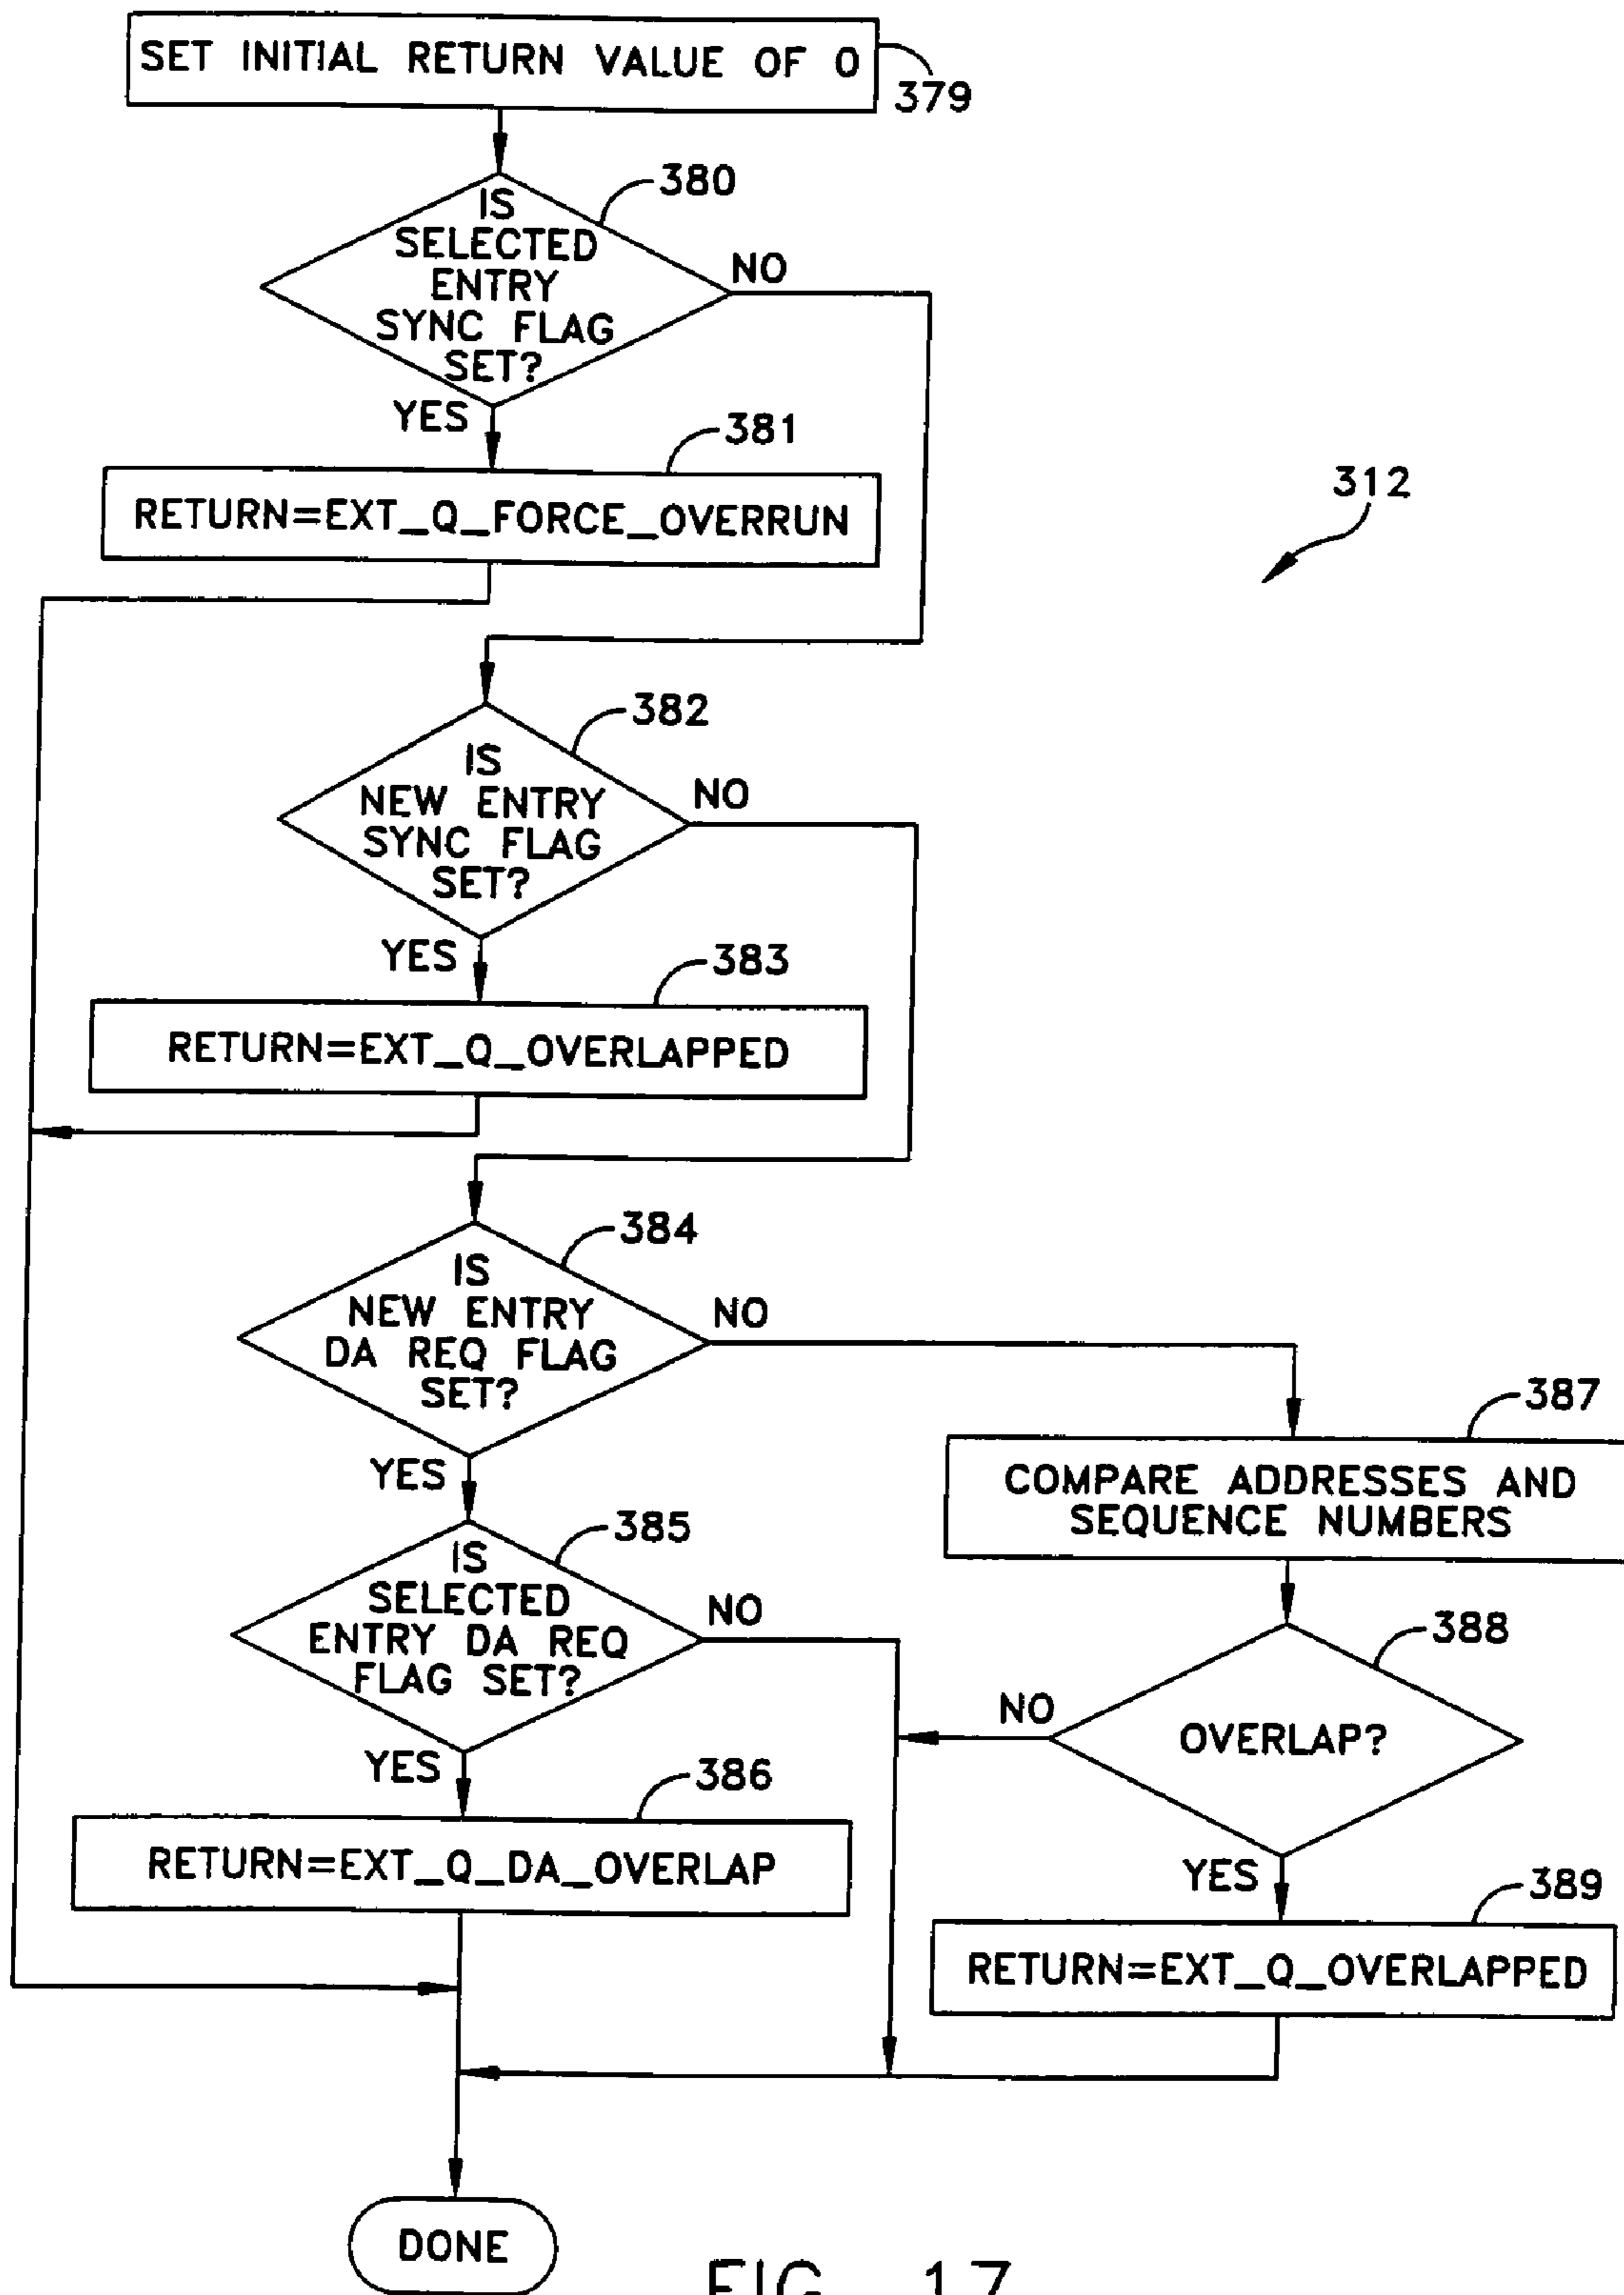 SET INITIAL RETURN VALUE OF 0
379
380
IS
SELECTED
ENTRY
SYNC FLAG
SET?
NO
YES
381
RETURN=EXT_Q_FORCE_OVERRUN
312
382
IS
NEW ENTRY
SYNC FLAG
SET?
NO
YES
383
RETURN=EXT_Q_OVERLAPPED
384
IS
NEW ENTRY
DA REQ FLAG
SET?
NO
YES
387
COMPARE ADDRESSES AND
SEQUENCE NUMBERS
385
IS
SELECTED
ENTRY DA REQ
FLAG SET?
NO
YES
388
OVERLAP?
NO
YES
386
RETURN=EXT_Q_DA_OVERLAP
389
RETURN=EXT_Q_OVERLAPPED
DONE
FIG. 17